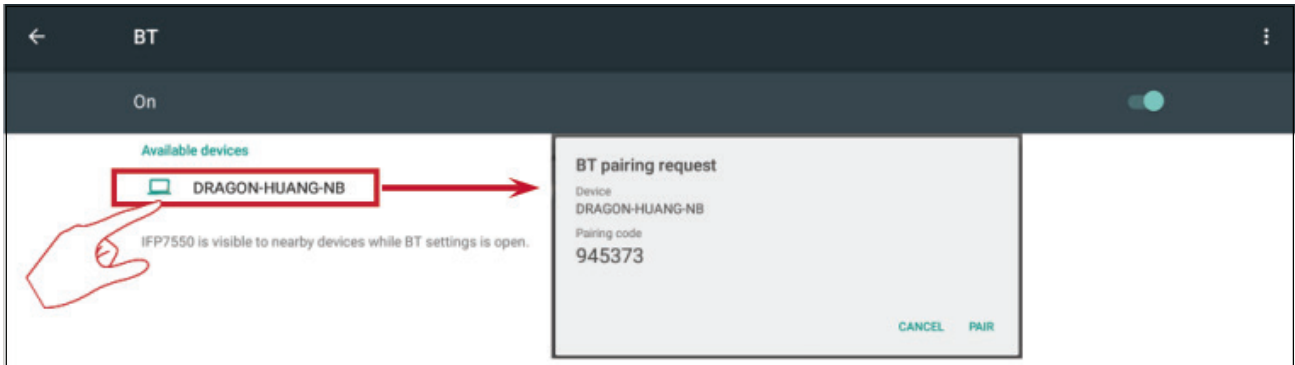 BT
On
Available devices
DRAGON-HUANG-NB
IFP7550 is visible to nearby devices while BT settings is open.
BT pairing request
Device
DRAGON-HUANG-NB
Pairing code
945373
CANCEL PAIR